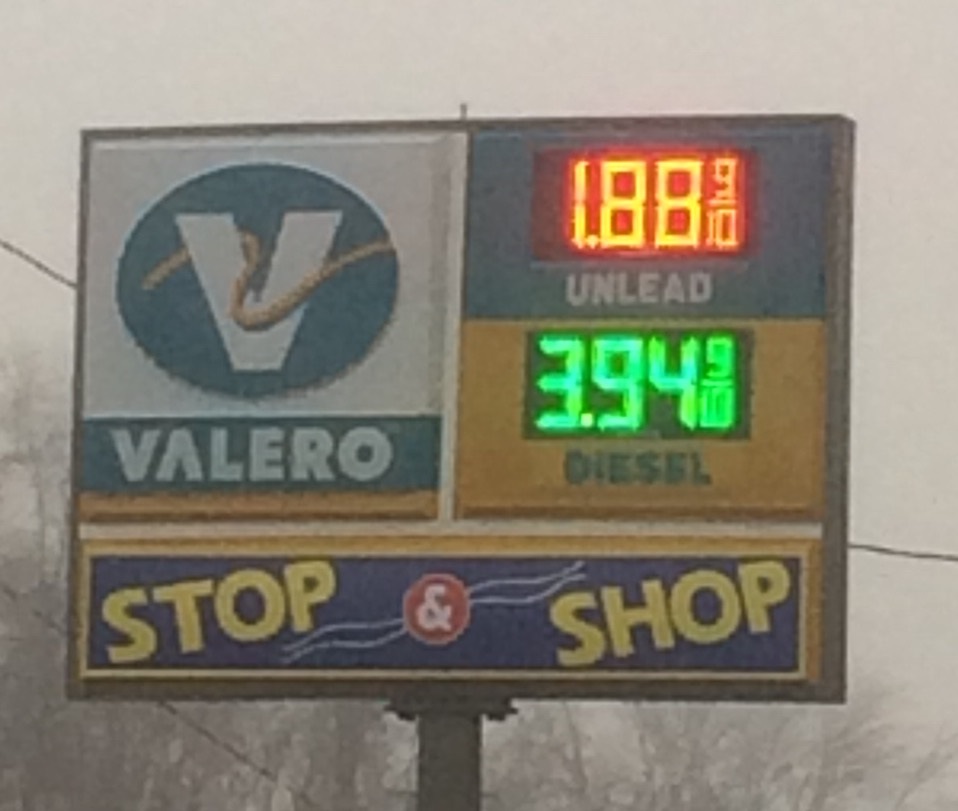 V
VALERO
1.88 9/10
UNLEAD
3.94 9/10
DIESEL
STOP & SHOP